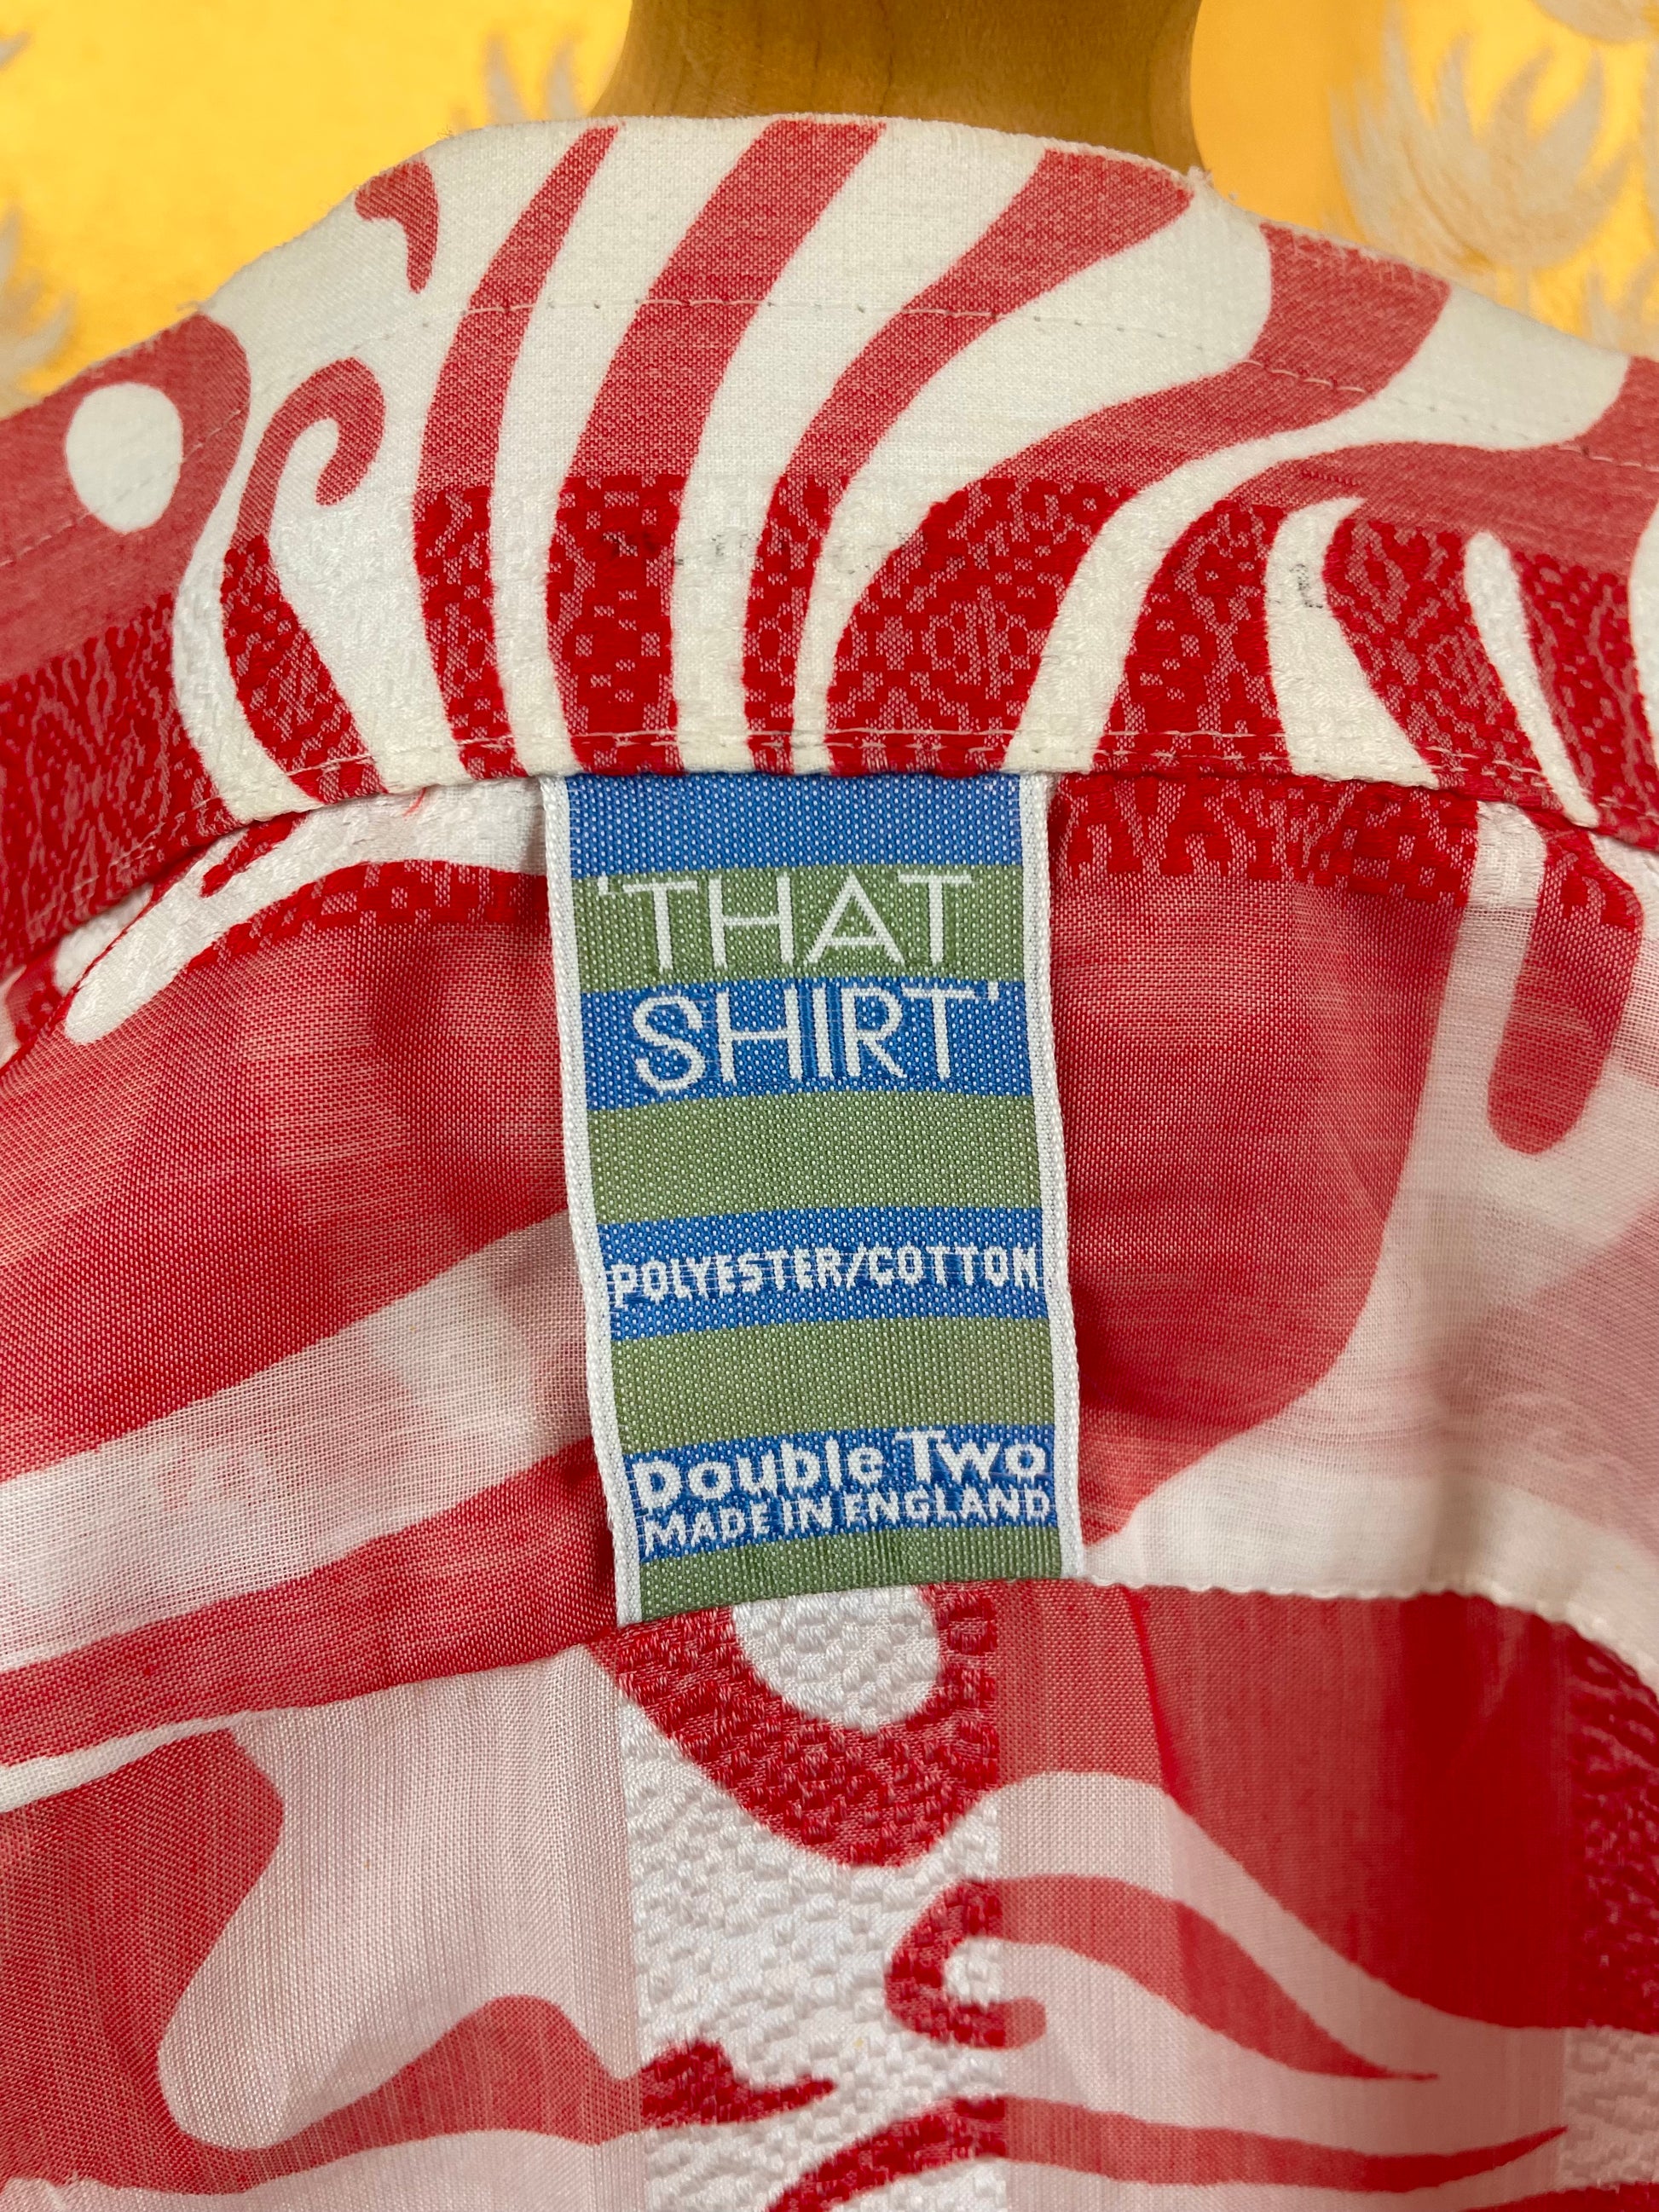 'THAT
SHIRT'
POLYESTER/COTTON
Double Two
MADE IN ENGLAND